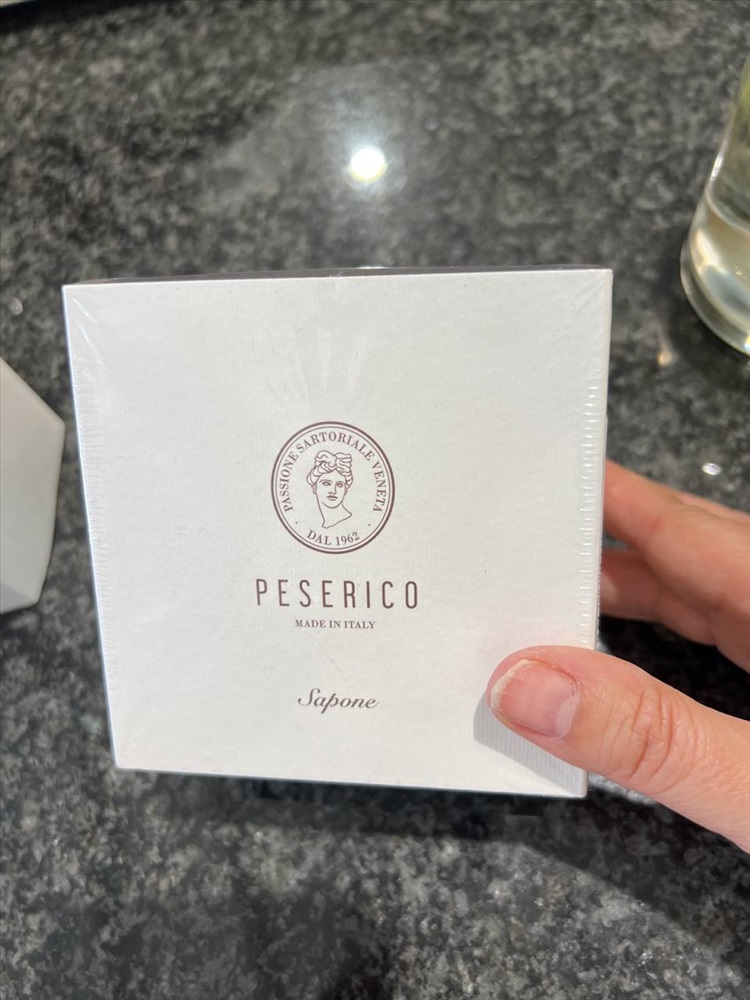 PASSIONE SARTORIALE VENETA
· DAL 1962 ·
PESERICO
MADE IN ITALY
Sapone